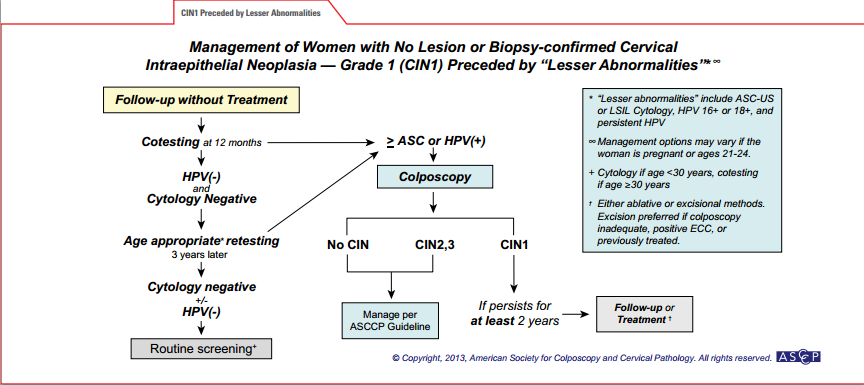 CIN1 Preceded by Lesser Abnormalities
Management of Women with No Lesion or Biopsy-confirmed Cervical
Intraepithelial Neoplasia — Grade 1 (CIN1) Preceded by “Lesser Abnormalities”*∞
Follow-up without Treatment
Cotesting at 12 months
≥ ASC or HPV(+)
HPV(-)
and
Cytology Negative
Colposcopy
Age appropriate+ retesting
3 years later
No CIN
CIN2,3
CIN1
Cytology negative
+/-
HPV(-)
Manage per
ASCCP Guideline
If persists for
at least 2 years
Follow-up or
Treatment †
Routine screening+
* “Lesser abnormalities” include ASC-US
or LSIL Cytology, HPV 16+ or 18+, and
persistent HPV
∞ Management options may vary if the
woman is pregnant or ages 21-24.
+ Cytology if age <30 years, cotesting
if age ≥30 years
† Either ablative or excisional methods.
Excision preferred if colposcopy
inadequate, positive ECC, or
previously treated.
© Copyright, 2013, American Society for Colposcopy and Cervical Pathology. All rights reserved.
ASCCP